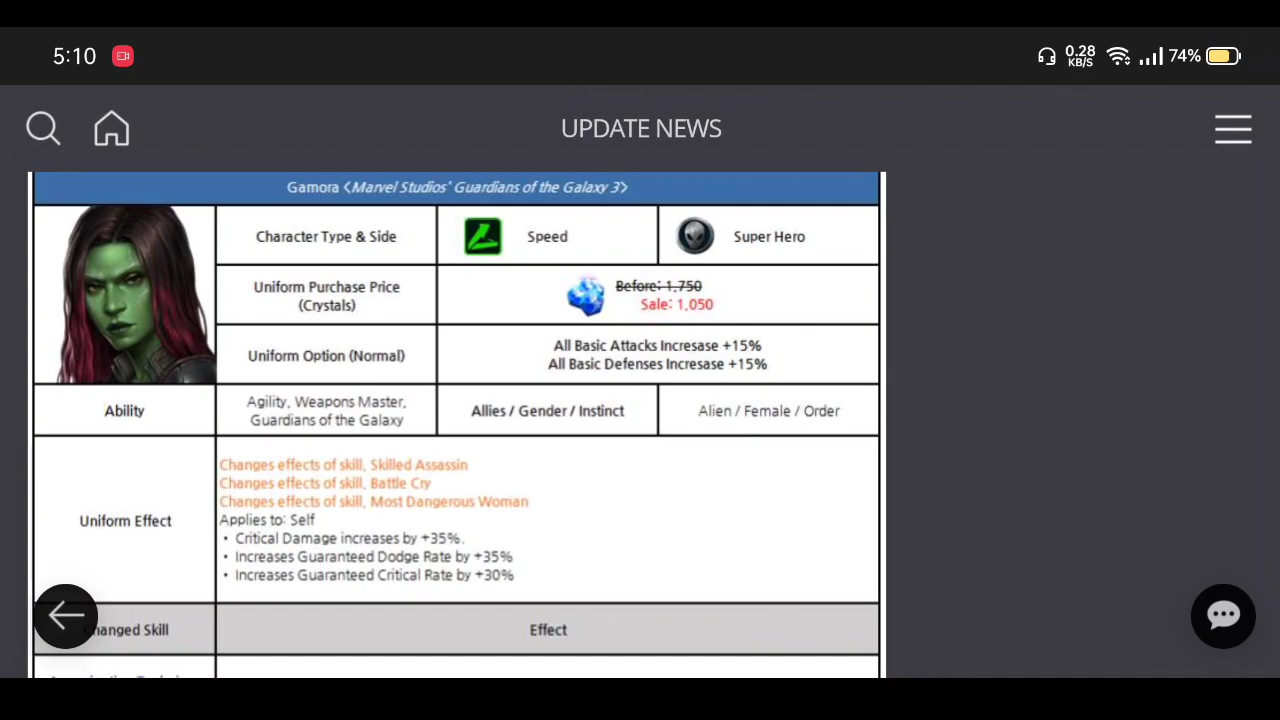 5:10
0.28
KB/S
74%
UPDATE NEWS
Gamora <Marvel Studios' Guardians of the Galaxy 3>
Character Type & Side
Speed
Super Hero
Uniform Purchase Price
(Crystals)
Before: 1,750
Sale: 1,050
Uniform Option (Normal)
All Basic Attacks Incresase +15%
All Basic Defenses Incresase +15%
Ability
Agility, Weapons Master,
Guardians of the Galaxy
Allies / Gender / Instinct
Alien / Female / Order
Uniform Effect
Changes effects of skill, Skilled Assassin
Changes effects of skill, Battle Cry
Changes effects of skill, Most Dangerous Woman
Applies to: Self
• Critical Damage increases by +35%.
• Increases Guaranteed Dodge Rate by +35%
• Increases Guaranteed Critical Rate by +30%
Changed Skill
Effect